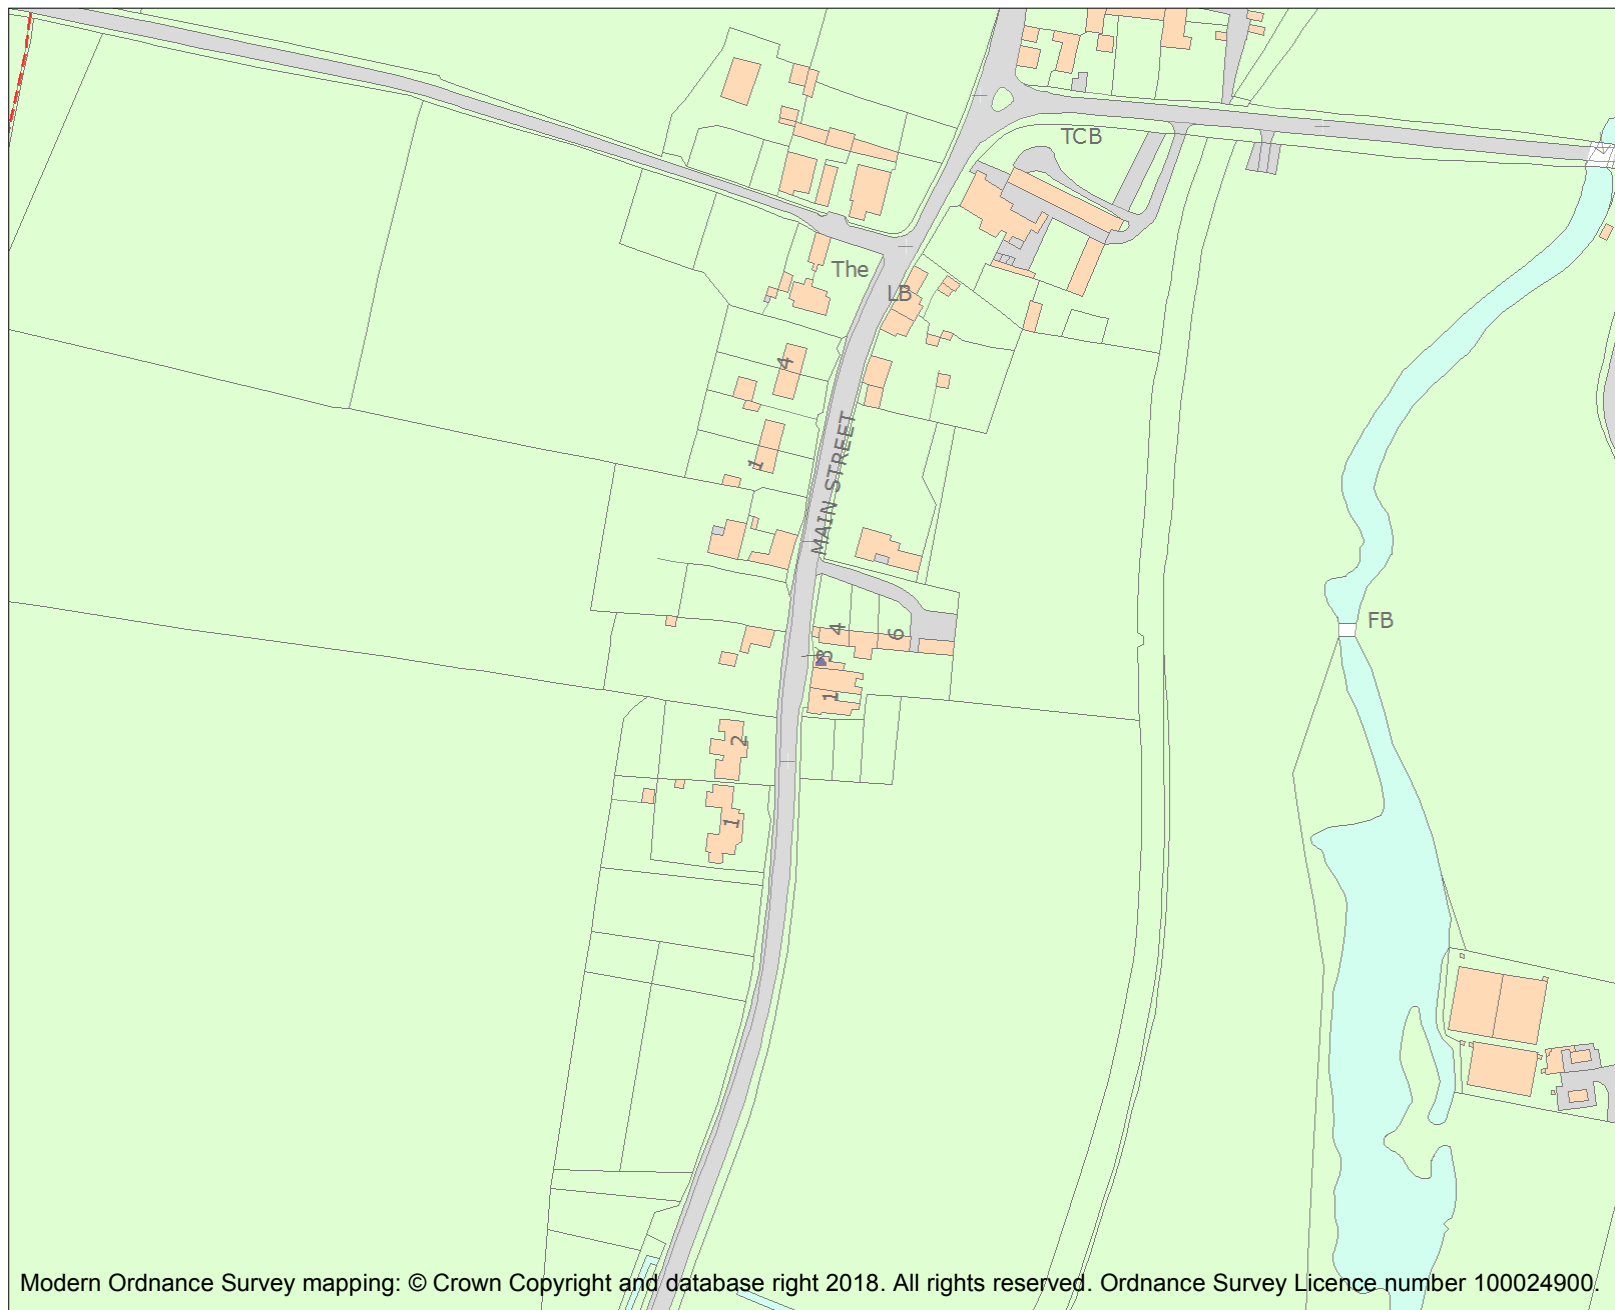 TCB
The
LB
4
1
MAIN STREET
4
6
3
FB
1
2
1
Modern Ordnance Survey mapping: © Crown Copyright and database right 2018. All rights reserved. Ordnance Survey Licence number 100024900.